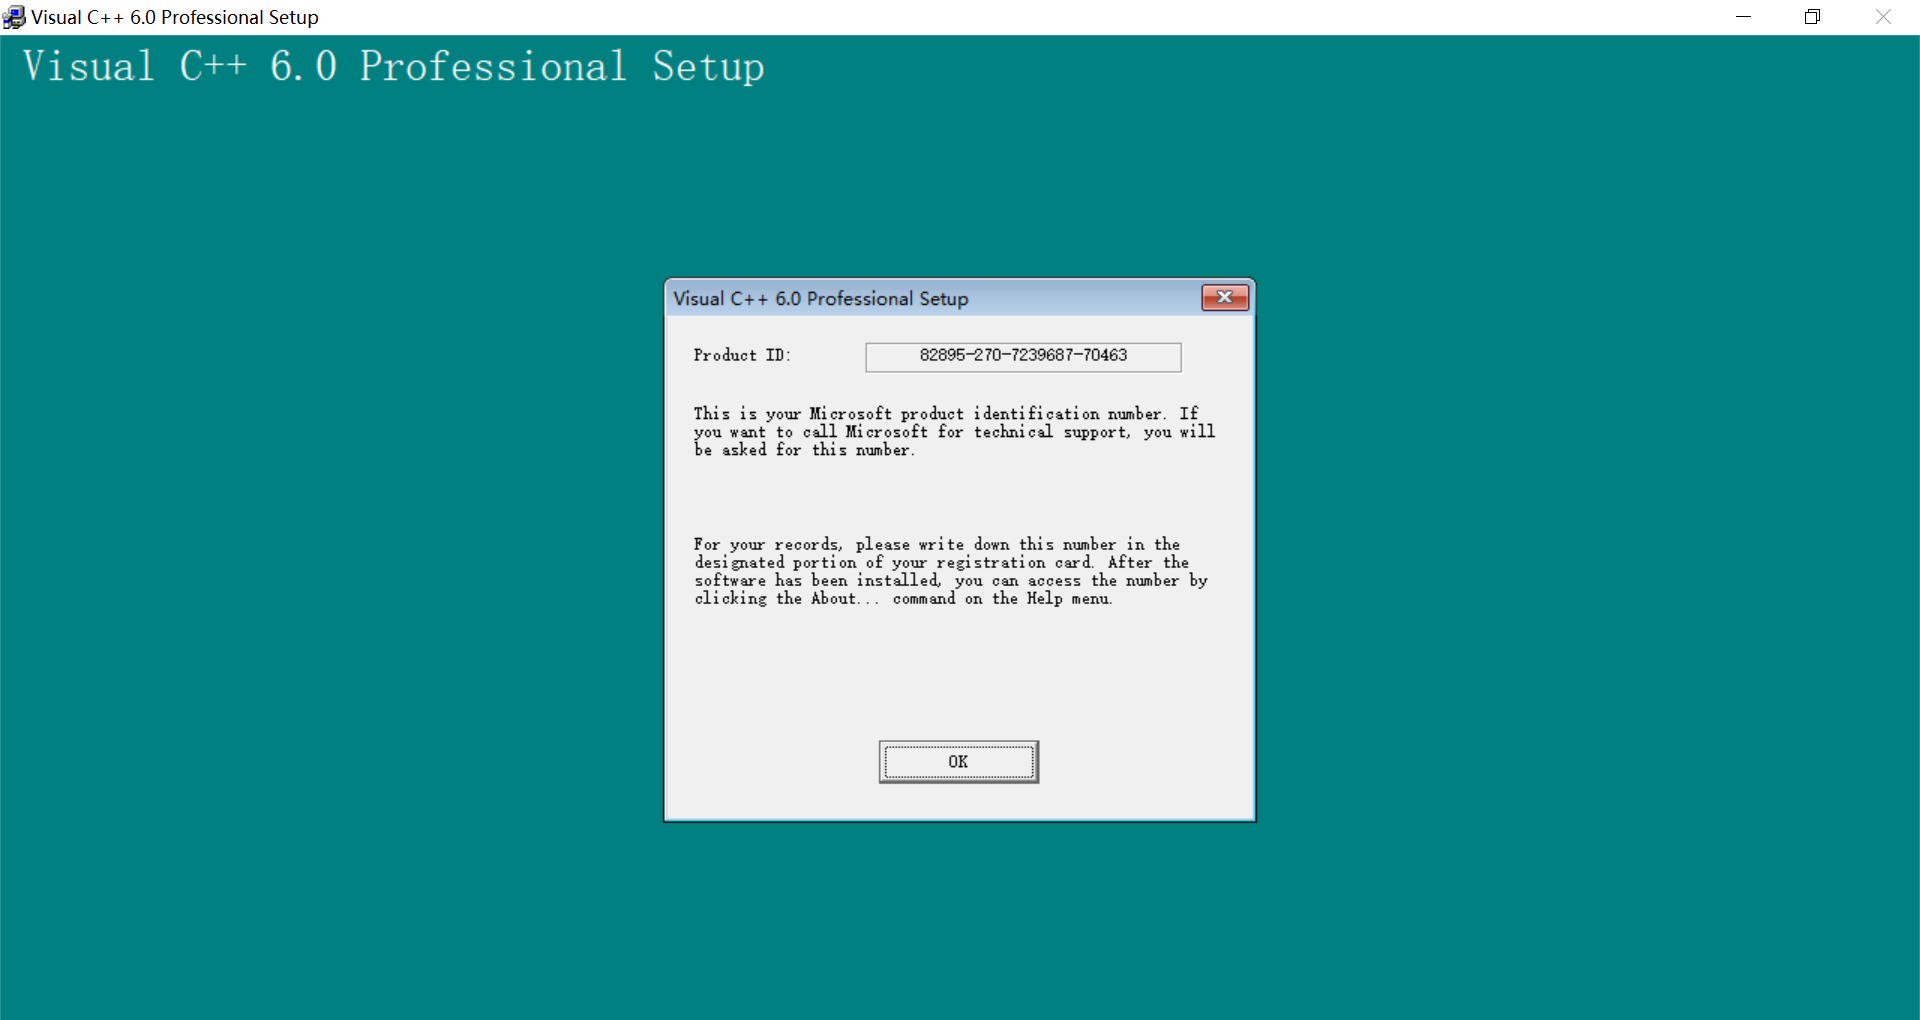 Visual C++ 6.0 Professional Setup
Visual C++ 6.0 Professional Setup
Visual C++ 6.0 Professional Setup
Product ID: 82895-270-7239687-70463
This is your Microsoft product identification number. If
you want to call Microsoft for technical support, you will
be asked for this number.
For your records, please write down this number in the
designated portion of your registration card. After the
software has been installed, you can access the number by
clicking the About... command on the Help menu.
OK